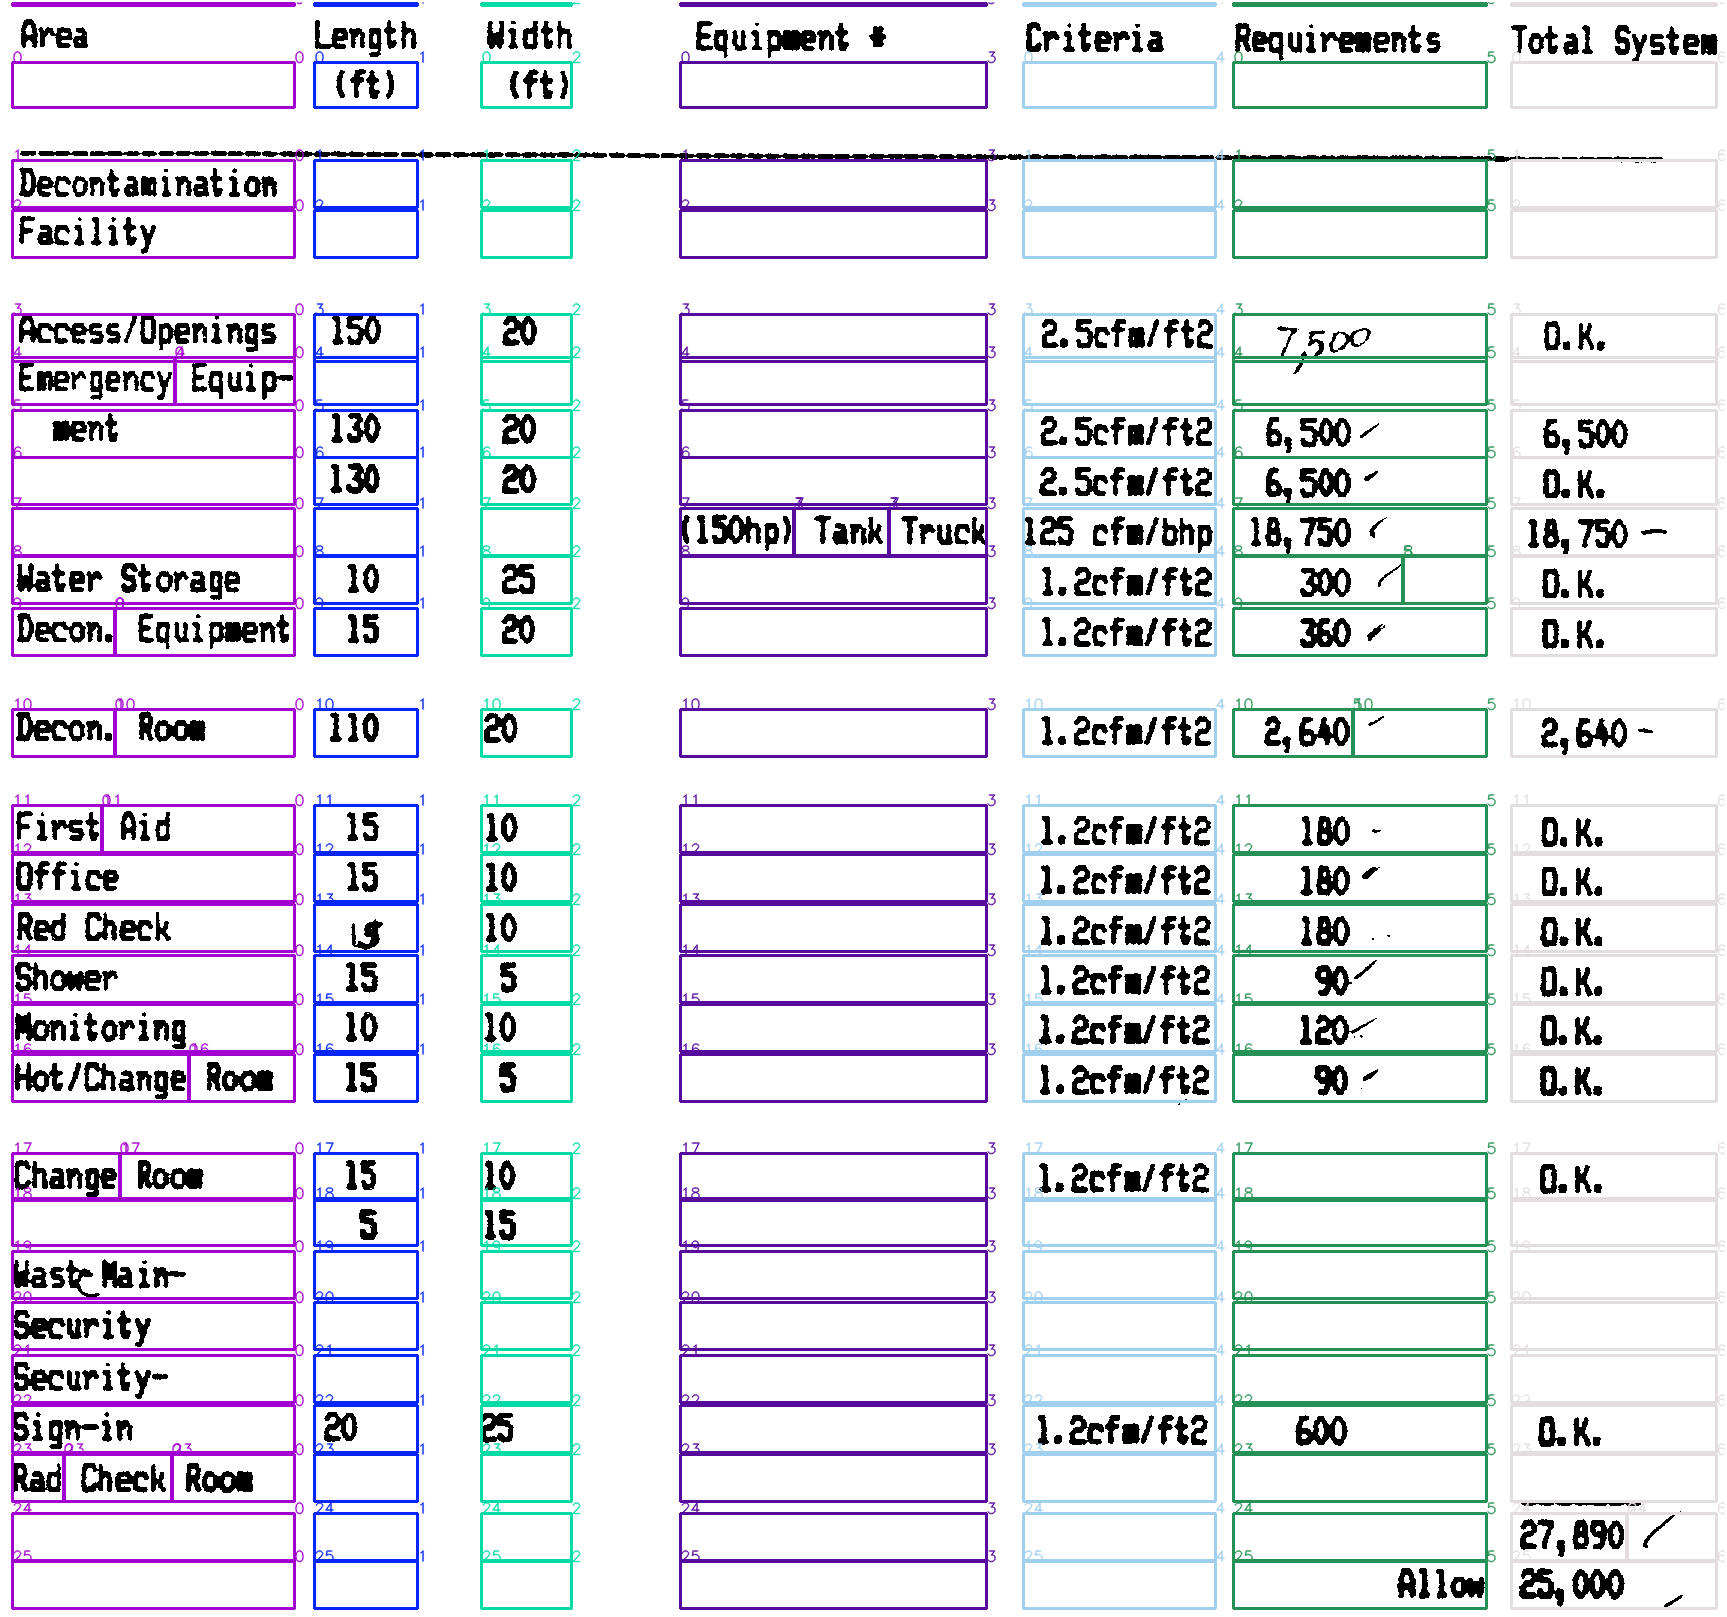 Area Length Width Equipment # Criteria Requirements Total System
(ft) (ft)
Decontamination
Facility
Access/Openings 150 20 2.5cfm/ft2 7,500 O.K.
Emergency Equip-
ment 130 20 2.5cfm/ft2 6,500 6,500
130 20 2.5cfm/ft2 6,500 O.K.
(150hp) Tank Truck 125 cfm/bhp 18,750 18,750
Water Storage 10 25 1.2cfm/ft2 300 O.K.
Decon. Equipment 15 20 1.2cfm/ft2 360 O.K.
Decon. Room 110 20 1.2cfm/ft2 2,640 2,640
First Aid 15 10 1.2cfm/ft2 180 O.K.
Office 15 10 1.2cfm/ft2 180 O.K.
Red Check 15 10 1.2cfm/ft2 180 O.K.
Shower 15 5 1.2cfm/ft2 90 O.K.
Monitoring 10 10 1.2cfm/ft2 120 O.K.
Hot/Change Room 15 5 1.2cfm/ft2 90 O.K.
Change Room 15 10 1.2cfm/ft2 O.K.
5 15
Waste Main-
Security
Security-
Sign-in 20 25 1.2cfm/ft2 600 O.K.
Rad Check Room
27,890
Allow 25,000